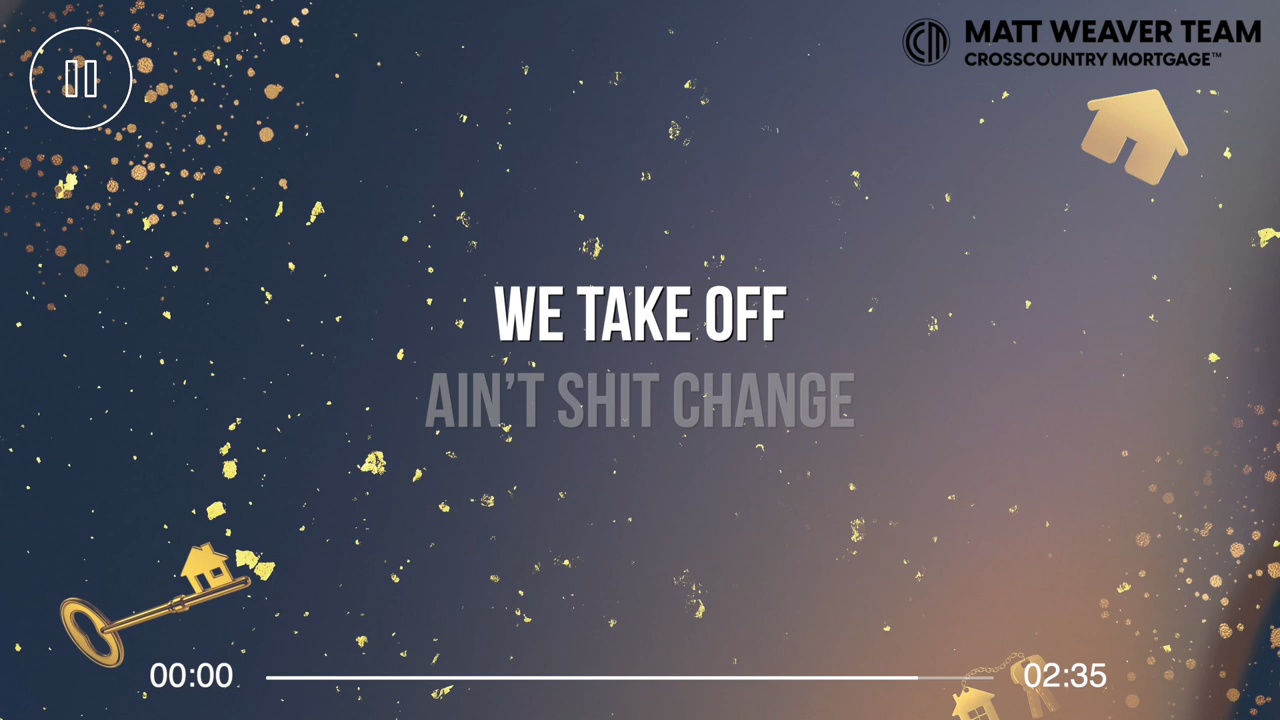 MATT WEAVER TEAM
CROSSCOUNTRY MORTGAGE™
WE TAKE OFF
AIN'T SHIT CHANGE
00:00
02:35